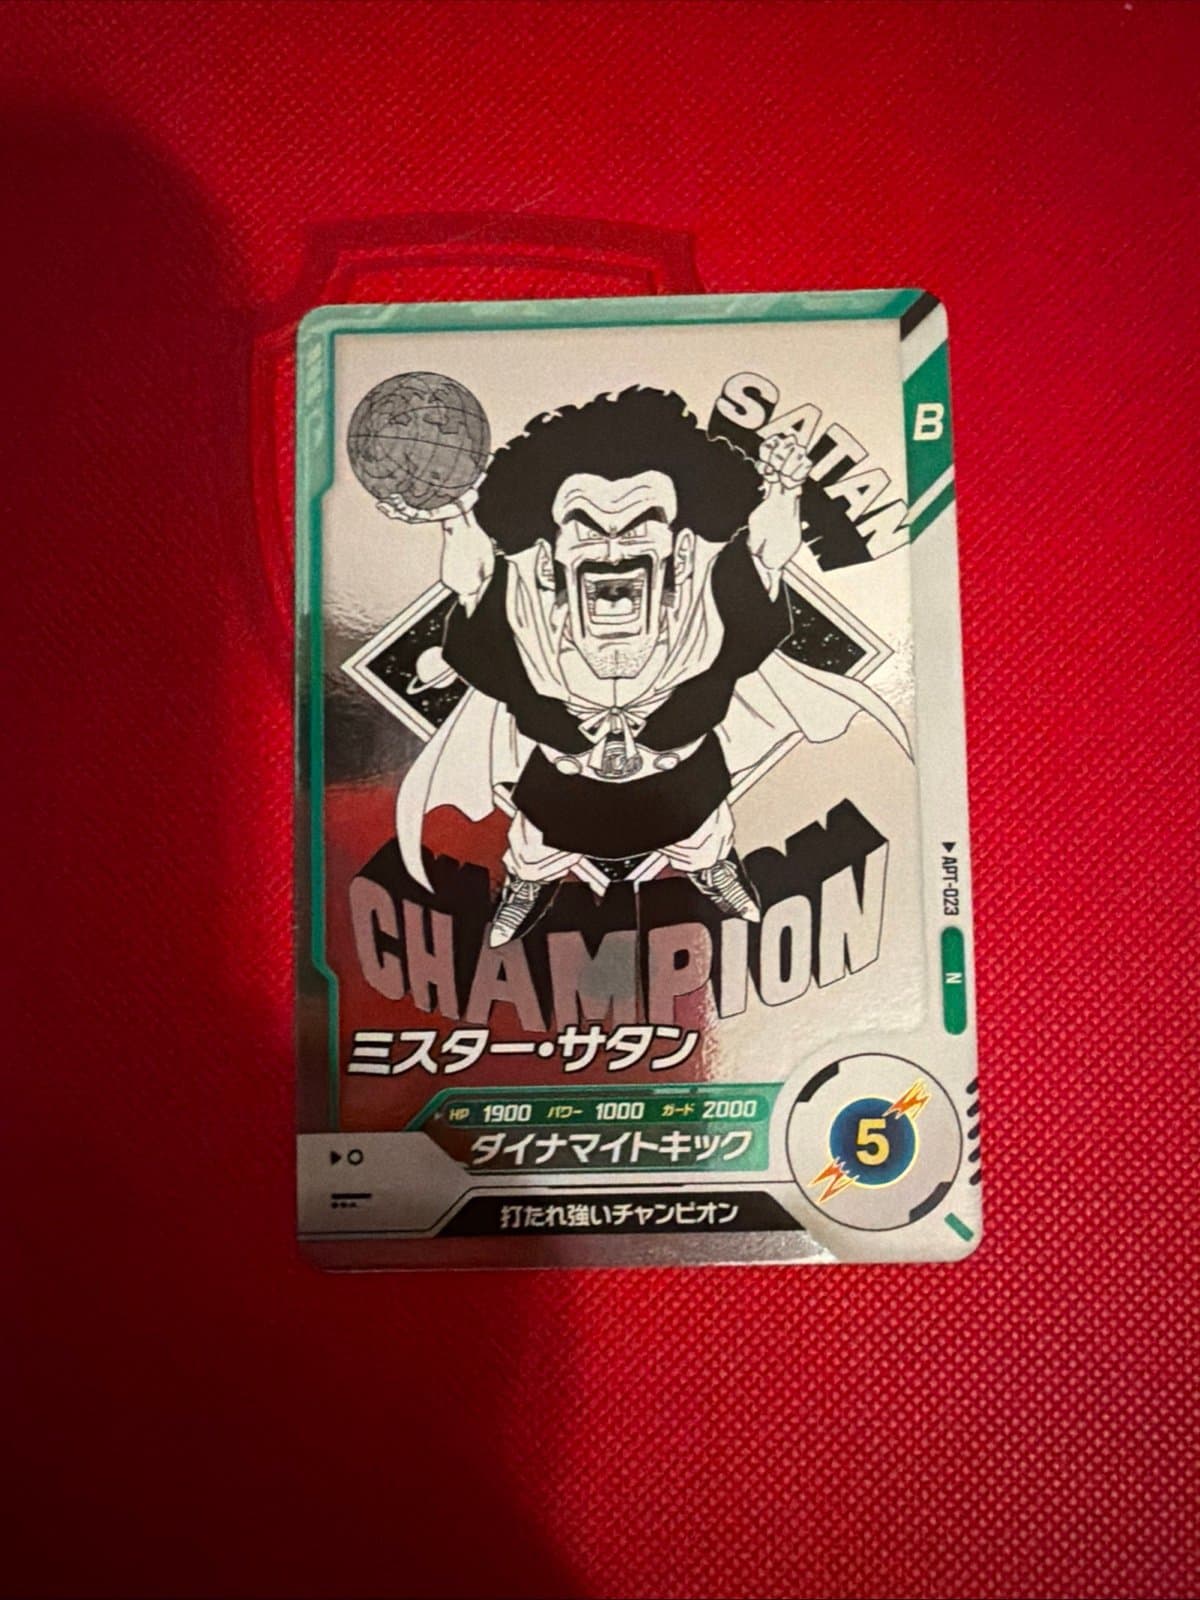 SATAN
B
CHAMPION
▶APT-023
N
ミスター・サタン
HP 1900 パワー 1000 ガード 2000
ダイナマイトキック
5
打たれ強いチャンピオン